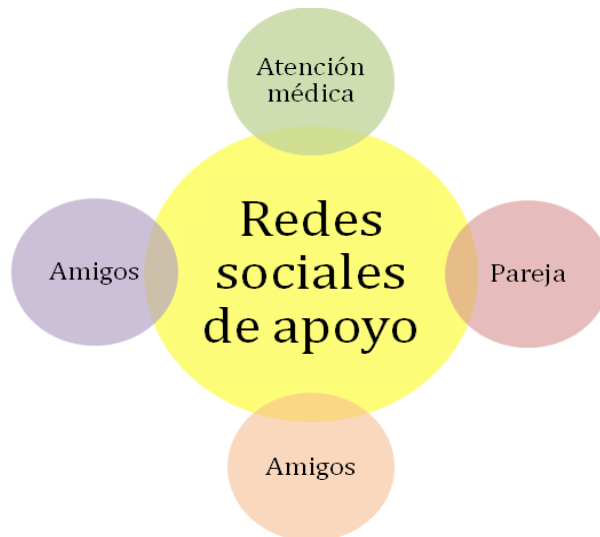 Atención
médica
Redes
sociales
de apoyo
Amigos
Pareja
Amigos